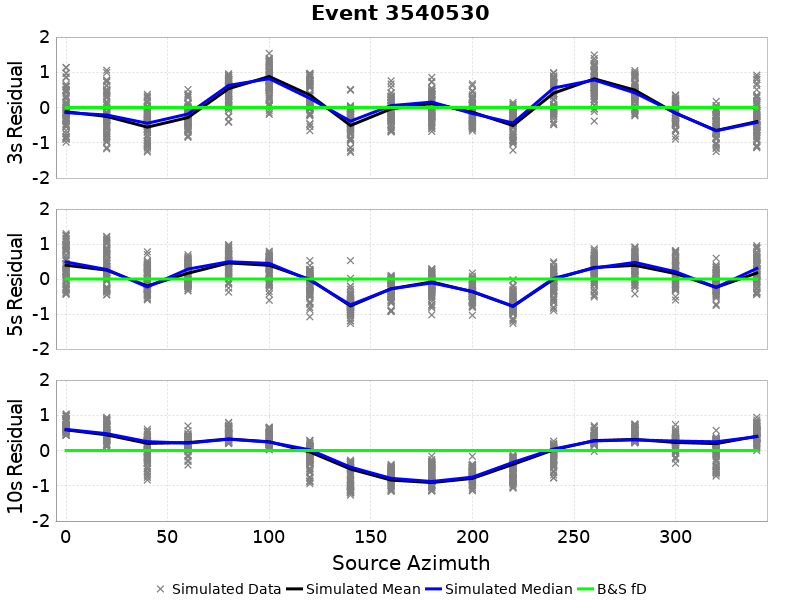 Event 3540530
3s Residual
2
1
0
-1
-2
5s Residual
2
1
0
-1
-2
10s Residual
2
1
0
-1
-2
0 50 100 150 200 250 300
Source Azimuth
Simulated Data Simulated Mean Simulated Median B&S fD